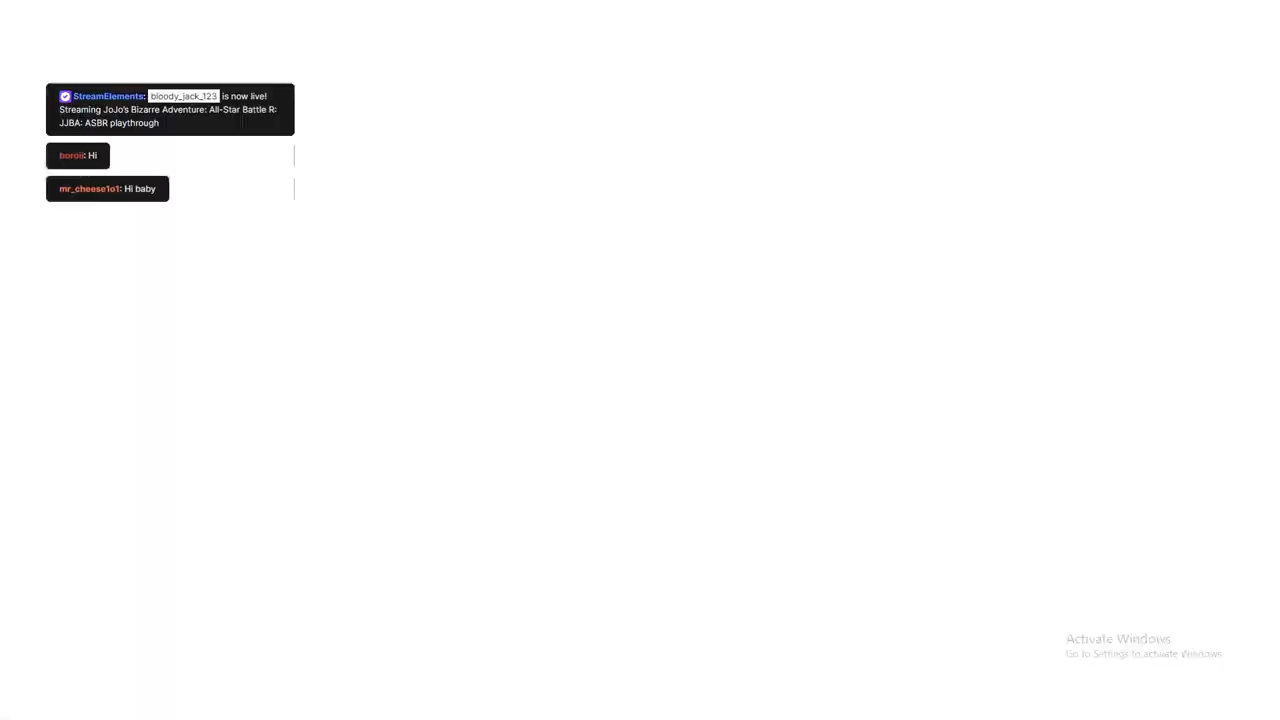 StreamElements: bloody_jack_123 is now live!
Streaming JoJo's Bizarre Adventure: All-Star Battle R:
JJBA: ASBR playthrough
boroii: Hi
mr_cheese1o1: Hi baby
Activate Windows
Go to Settings to activate Windows.